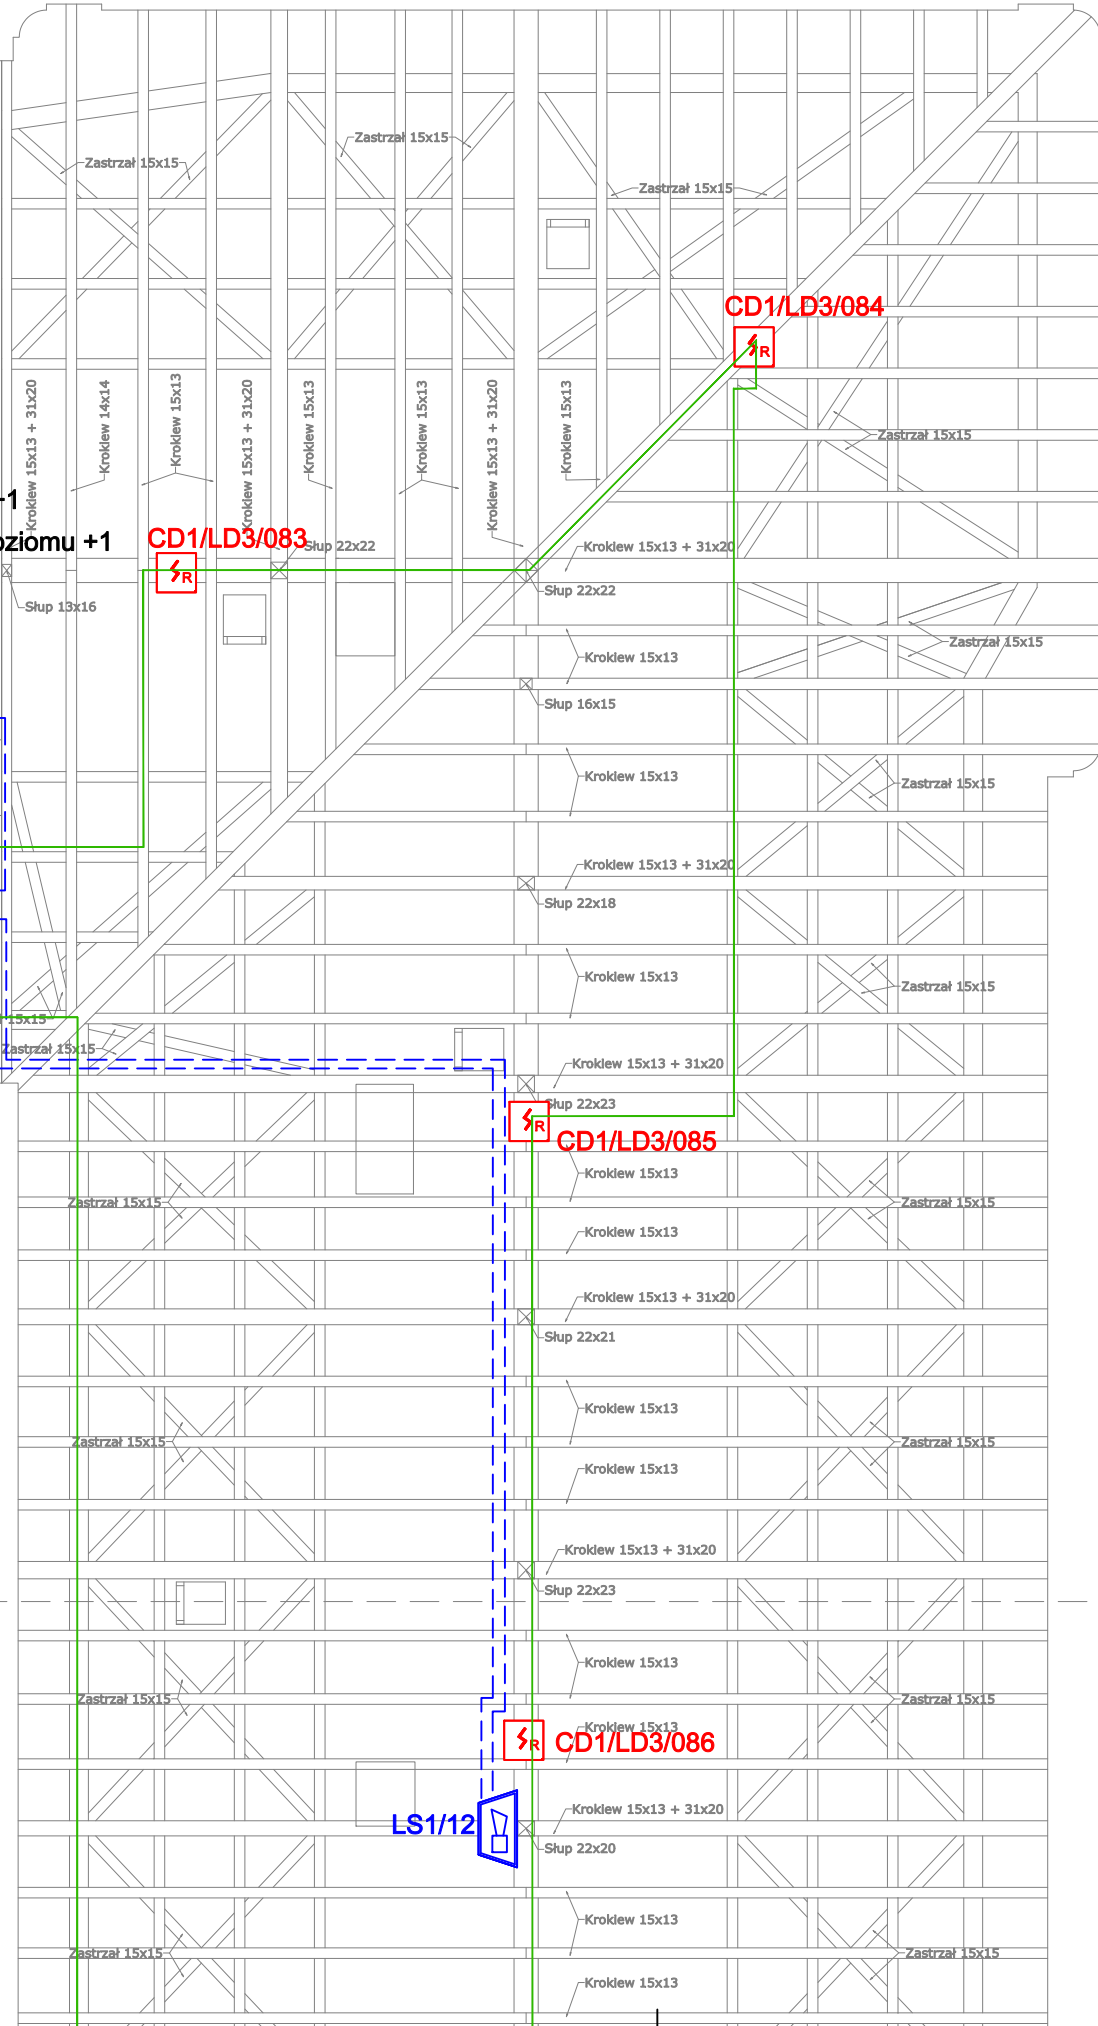 Zastrzał 15x15
Zastrzał 15x15
Zastrzał 15x15
CD1/LD3/084
Krokiew 15x13 + 31x20
Krokiew 14x14
Krokiew 15x13
Krokiew 15x13 + 31x20
Krokiew 15x13
Krokiew 15x13
Krokiew 15x13 + 31x20
Krokiew 15x13
Zastrzał 15x15
+1
oziomu +1
CD1/LD3/083
R
R
Słup 22x22
Krokiew 15x13 + 31x20
Słup 22x22
Słup 13x16
Zastrzał 15x15
Krokiew 15x13
Słup 16x15
Krokiew 15x13
Zastrzał 15x15
Krokiew 15x13 + 31x20
Słup 22x18
Krokiew 15x13
Zastrzał 15x15
15x15
Zastrzał 15x15
Krokiew 15x13 + 31x20
Słup 22x23
R
CD1/LD3/085
Krokiew 15x13
Zastrzał 15x15
Zastrzał 15x15
Krokiew 15x13
Krokiew 15x13 + 31x20
Słup 22x21
Krokiew 15x13
Zastrzał 15x15
Zastrzał 15x15
Krokiew 15x13
Krokiew 15x13 + 31x20
Słup 22x23
Krokiew 15x13
Zastrzał 15x15
Zastrzał 15x15
Krokiew 15x13
R
CD1/LD3/086
Krokiew 15x13 + 31x20
LS1/12
Słup 22x20
Krokiew 15x13
Zastrzał 15x15
Zastrzał 15x15
Krokiew 15x13